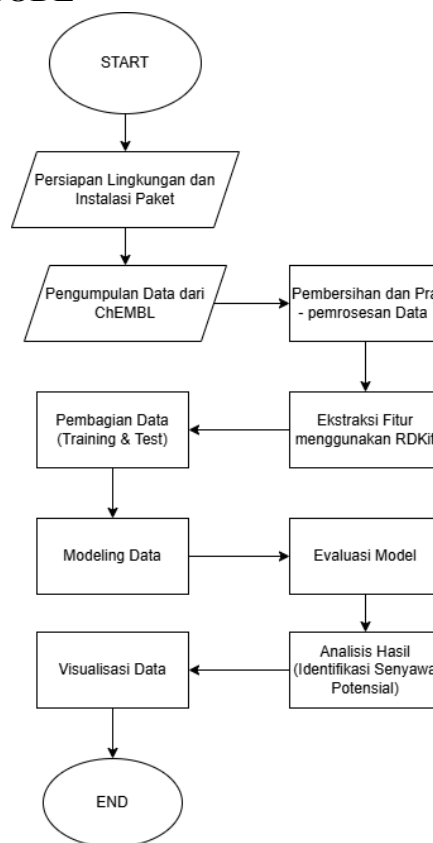 START
Persiapan Lingkungan dan
Instalasi Paket
Pengumpulan Data dari
ChEMBL
Pembersihan dan Pra
- pemrosesan Data
Ekstraksi Fitur
menggunakan RDKit
Pembagian Data
(Training & Test)
Modeling Data
Evaluasi Model
Analisis Hasil
(Identifikasi Senyawa
Potensial)
Visualisasi Data
END